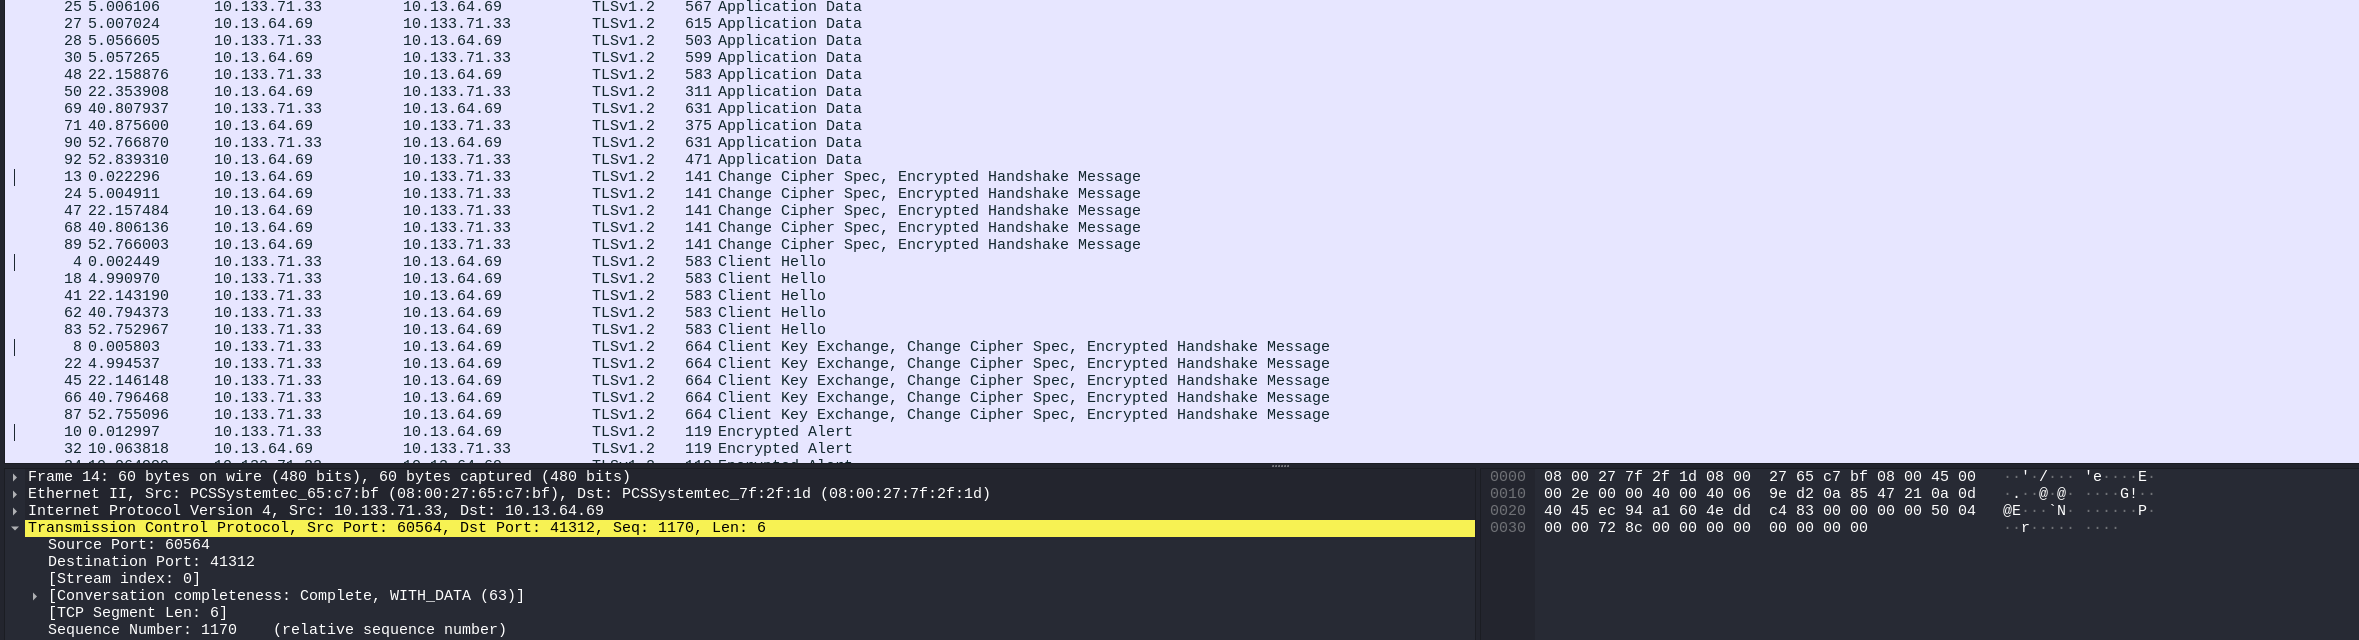 25 5.006106 10.133.71.33 10.13.64.69 TLSv1.2 567 Application Data
27 5.007024 10.13.64.69 10.133.71.33 TLSv1.2 615 Application Data
28 5.056605 10.133.71.33 10.13.64.69 TLSv1.2 503 Application Data
30 5.057265 10.13.64.69 10.133.71.33 TLSv1.2 599 Application Data
48 22.158876 10.133.71.33 10.13.64.69 TLSv1.2 583 Application Data
50 22.353908 10.13.64.69 10.133.71.33 TLSv1.2 311 Application Data
69 40.807937 10.133.71.33 10.13.64.69 TLSv1.2 631 Application Data
71 40.875600 10.13.64.69 10.133.71.33 TLSv1.2 375 Application Data
90 52.766870 10.133.71.33 10.13.64.69 TLSv1.2 631 Application Data
92 52.839310 10.13.64.69 10.133.71.33 TLSv1.2 471 Application Data
13 0.022296 10.13.64.69 10.133.71.33 TLSv1.2 141 Change Cipher Spec, Encrypted Handshake Message
24 5.004911 10.13.64.69 10.133.71.33 TLSv1.2 141 Change Cipher Spec, Encrypted Handshake Message
47 22.157484 10.13.64.69 10.133.71.33 TLSv1.2 141 Change Cipher Spec, Encrypted Handshake Message
68 40.806136 10.13.64.69 10.133.71.33 TLSv1.2 141 Change Cipher Spec, Encrypted Handshake Message
89 52.766003 10.13.64.69 10.133.71.33 TLSv1.2 141 Change Cipher Spec, Encrypted Handshake Message
4 0.002449 10.133.71.33 10.13.64.69 TLSv1.2 583 Client Hello
18 4.990970 10.133.71.33 10.13.64.69 TLSv1.2 583 Client Hello
41 22.143190 10.133.71.33 10.13.64.69 TLSv1.2 583 Client Hello
62 40.794373 10.133.71.33 10.13.64.69 TLSv1.2 583 Client Hello
83 52.752967 10.133.71.33 10.13.64.69 TLSv1.2 583 Client Hello
8 0.005803 10.133.71.33 10.13.64.69 TLSv1.2 664 Client Key Exchange, Change Cipher Spec, Encrypted Handshake Message
22 4.994537 10.133.71.33 10.13.64.69 TLSv1.2 664 Client Key Exchange, Change Cipher Spec, Encrypted Handshake Message
45 22.146148 10.133.71.33 10.13.64.69 TLSv1.2 664 Client Key Exchange, Change Cipher Spec, Encrypted Handshake Message
66 40.796468 10.133.71.33 10.13.64.69 TLSv1.2 664 Client Key Exchange, Change Cipher Spec, Encrypted Handshake Message
87 52.755096 10.133.71.33 10.13.64.69 TLSv1.2 664 Client Key Exchange, Change Cipher Spec, Encrypted Handshake Message
10 0.012997 10.133.71.33 10.13.64.69 TLSv1.2 119 Encrypted Alert
32 10.063818 10.13.64.69 10.133.71.33 TLSv1.2 119 Encrypted Alert
Frame 14: 60 bytes on wire (480 bits), 60 bytes captured (480 bits)
Ethernet II, Src: PCSSystemtec_65:c7:bf (08:00:27:65:c7:bf), Dst: PCSSystemtec_7f:2f:1d (08:00:27:7f:2f:1d)
Internet Protocol Version 4, Src: 10.133.71.33, Dst: 10.13.64.69
Transmission Control Protocol, Src Port: 60564, Dst Port: 41312, Seq: 1170, Len: 6
Source Port: 60564
Destination Port: 41312
[Stream index: 0]
[Conversation completeness: Complete, WITH_DATA (63)]
[TCP Segment Len: 6]
Sequence Number: 1170 (relative sequence number)
0000 08 00 27 7f 2f 1d 08 00 27 65 c7 bf 08 00 45 00 ··'·/··· 'e····E·
0010 00 2e 00 00 40 00 40 06 9e d2 0a 85 47 21 0a 0d ·.··@·@· ····G!··
0020 40 45 ec 94 a1 60 4e dd c4 83 00 00 00 00 50 04 @E···`N· ······P·
0030 00 00 72 8c 00 00 00 00 00 00 00 00 ··r····· ····